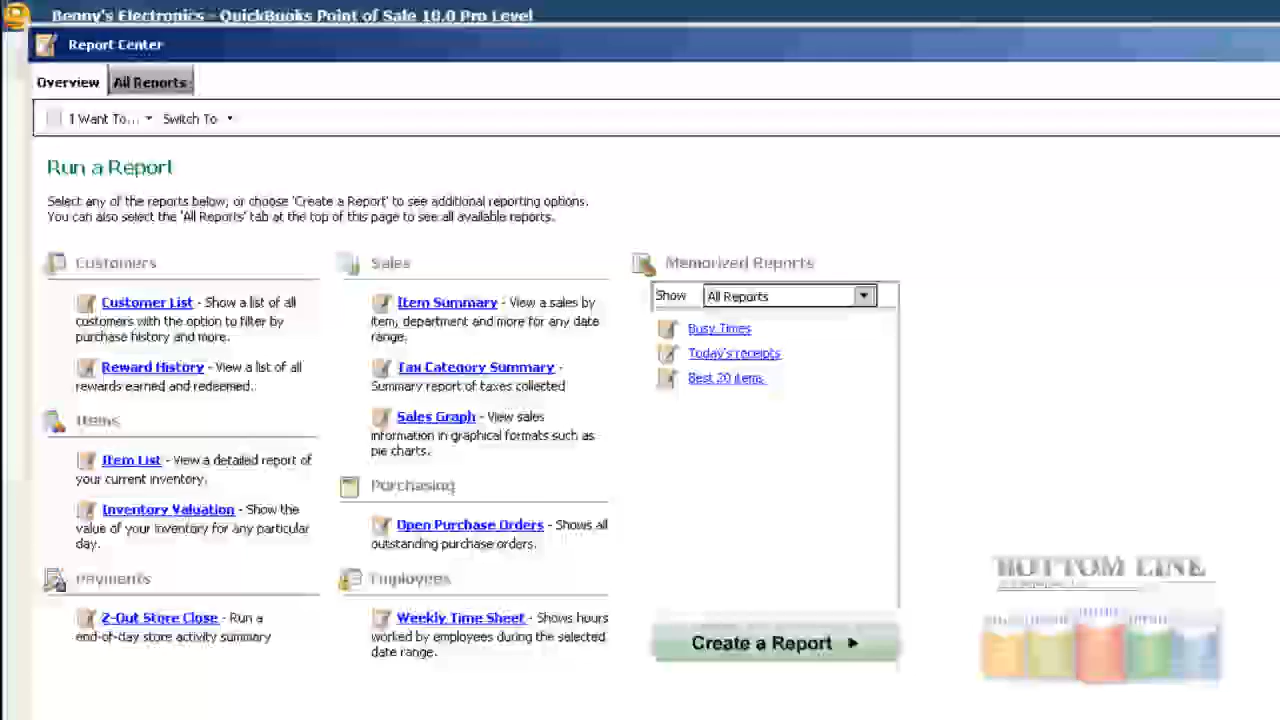 Benny's Electronics - QuickBooks Point of Sale 10.0 Pro Level
Report Center
Overview
All Reports
I Want To...
Switch To
Run a Report
Select any of the reports below, or choose 'Create a Report' to see additional reporting options.
You can also select the 'All Reports' tab at the top of this page to see all available reports.
Customers
Customer List - Show a list of all
customers with the option to filter by
purchase history and more.
Reward History - View a list of all
rewards earned and redeemed.
Items
Item List - View a detailed report of
your current inventory.
Inventory Valuation - Show the
value of your inventory for any particular
day.
Payments
Z-Out Store Close - Run a
end-of-day store activity summary
Sales
Item Summary - View a sales by
item, department and more for any date
range.
Tax Category Summary -
Summary report of taxes collected
Sales Graph - View sales
information in graphical formats such as
pie charts.
Purchasing
Open Purchase Orders - Shows all
outstanding purchase orders.
Employees
Weekly Time Sheet - Shows hours
worked by employees during the selected
date range.
Memorized Reports
Show
All Reports
Busy Times
Today's receipts
Best 20 items
Create a Report
BOTTOM LINE